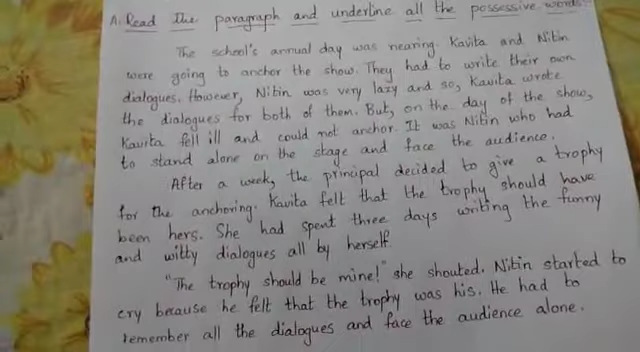 A. Read the paragraph and underline all the possessive words.
The school's annual day was nearing. Kavita and Nitin
were going to anchor the show. They had to write their own
dialogues. However, Nitin was very lazy and so, Kavita wrote
the dialogues for both of them. But, on the day of the show,
Kavita fell ill and could not anchor. It was Nitin who had
to stand alone on the stage and face the audience.
After a week, the principal decided to give a trophy
for the anchoring. Kavita felt that the trophy should have
been hers. She had spent three days writing the funny
and witty dialogues all by herself.
"The trophy should be mine!" she shouted. Nitin started to
cry because he felt that the trophy was his. He had to
remember all the dialogues and face the audience alone.